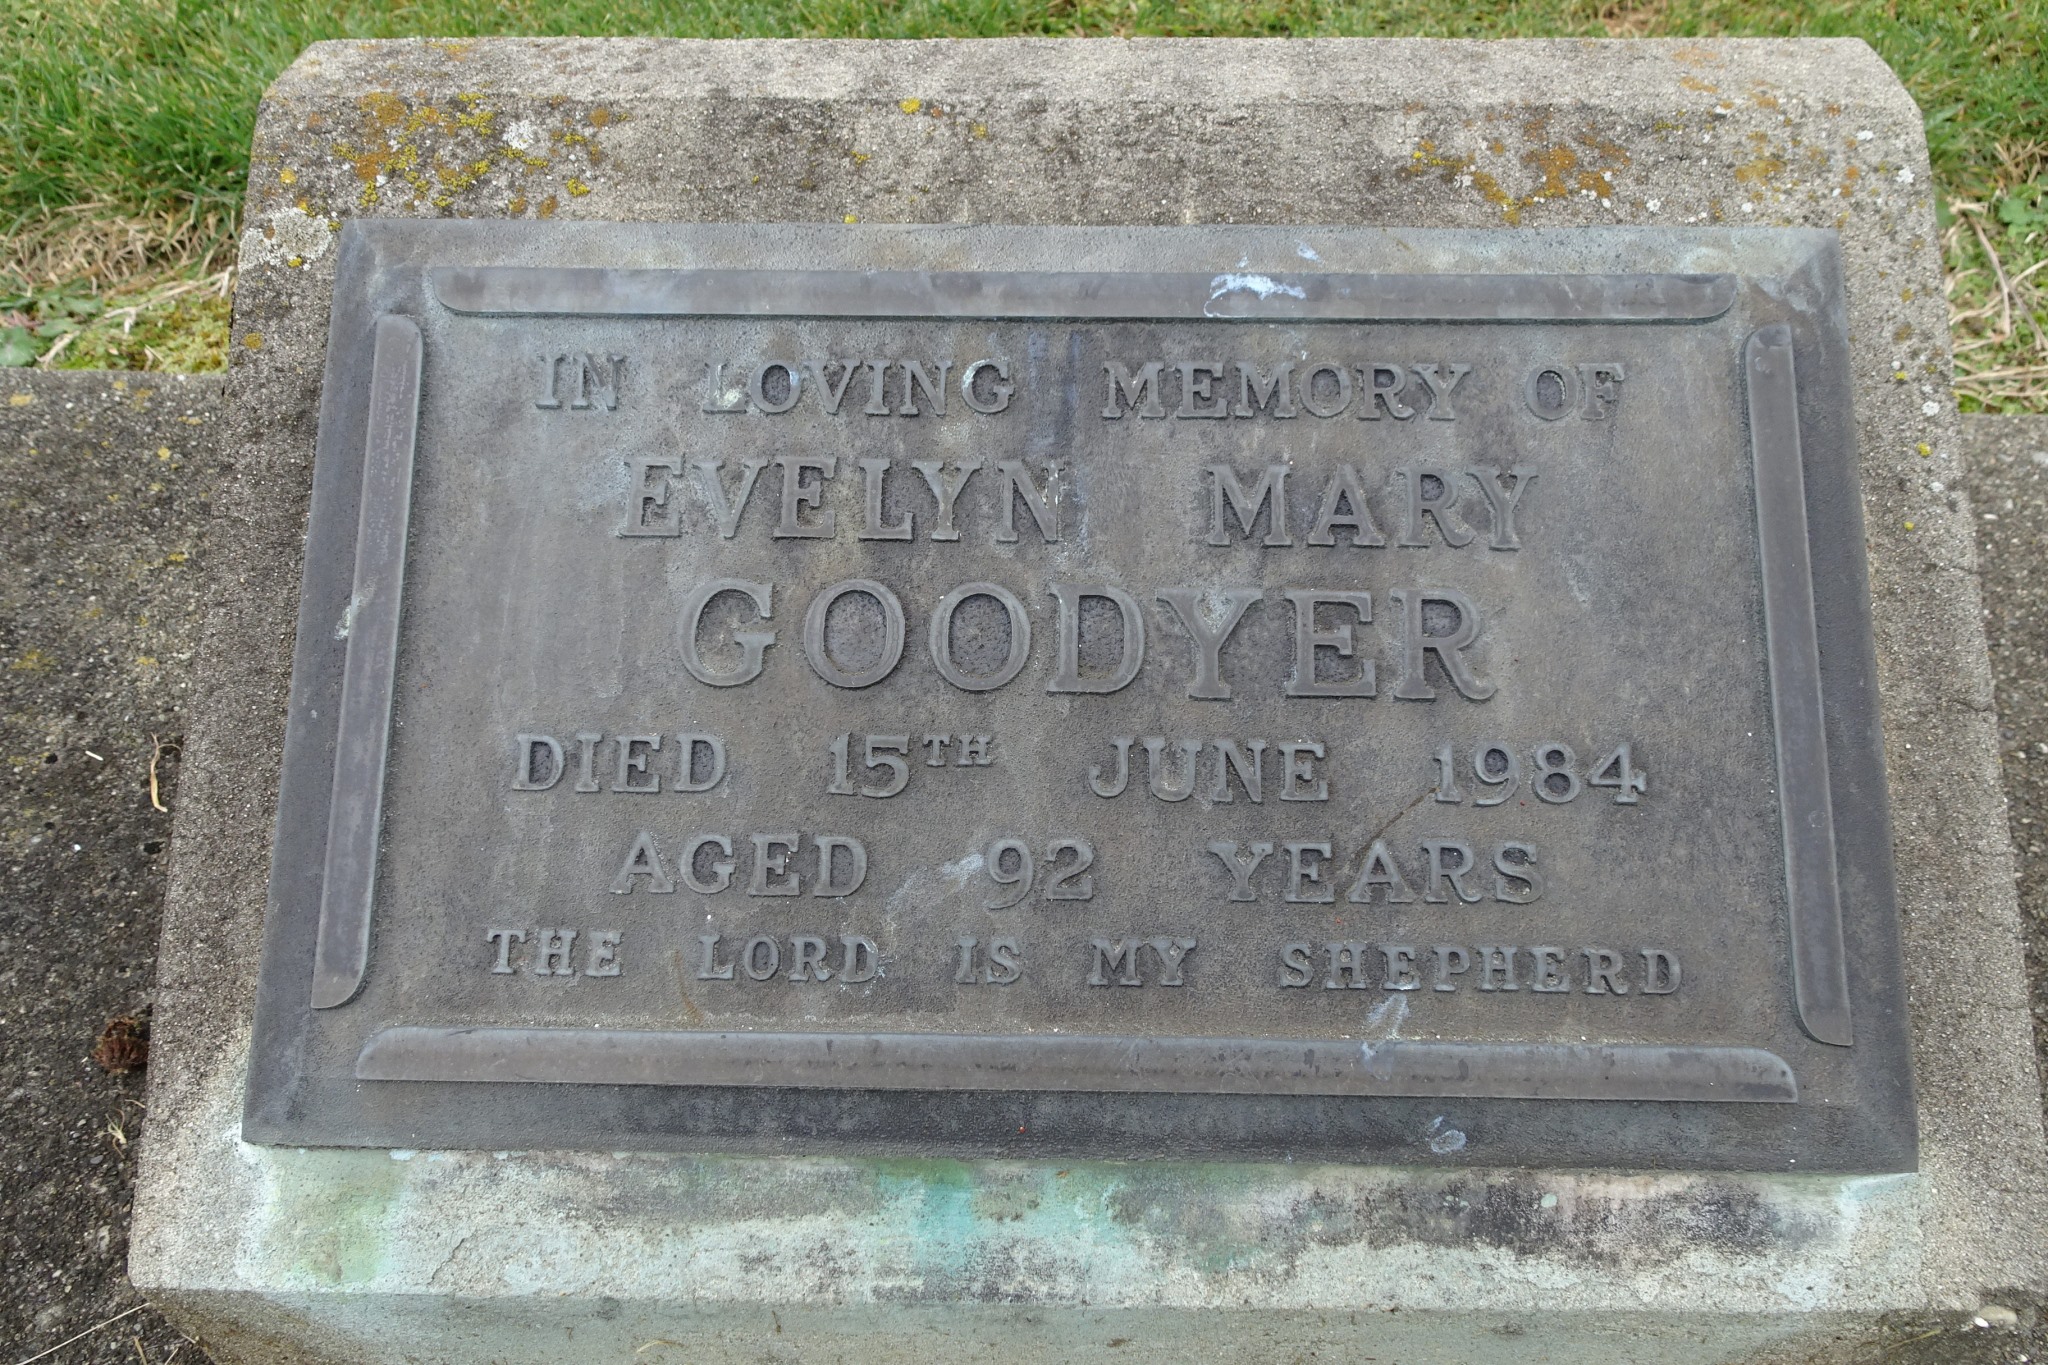 IN LOVING MEMORY OF
EVELYN MARY
GOODYER
DIED 15TH JUNE 1984
AGED 92 YEARS
THE LORD IS MY SHEPHERD